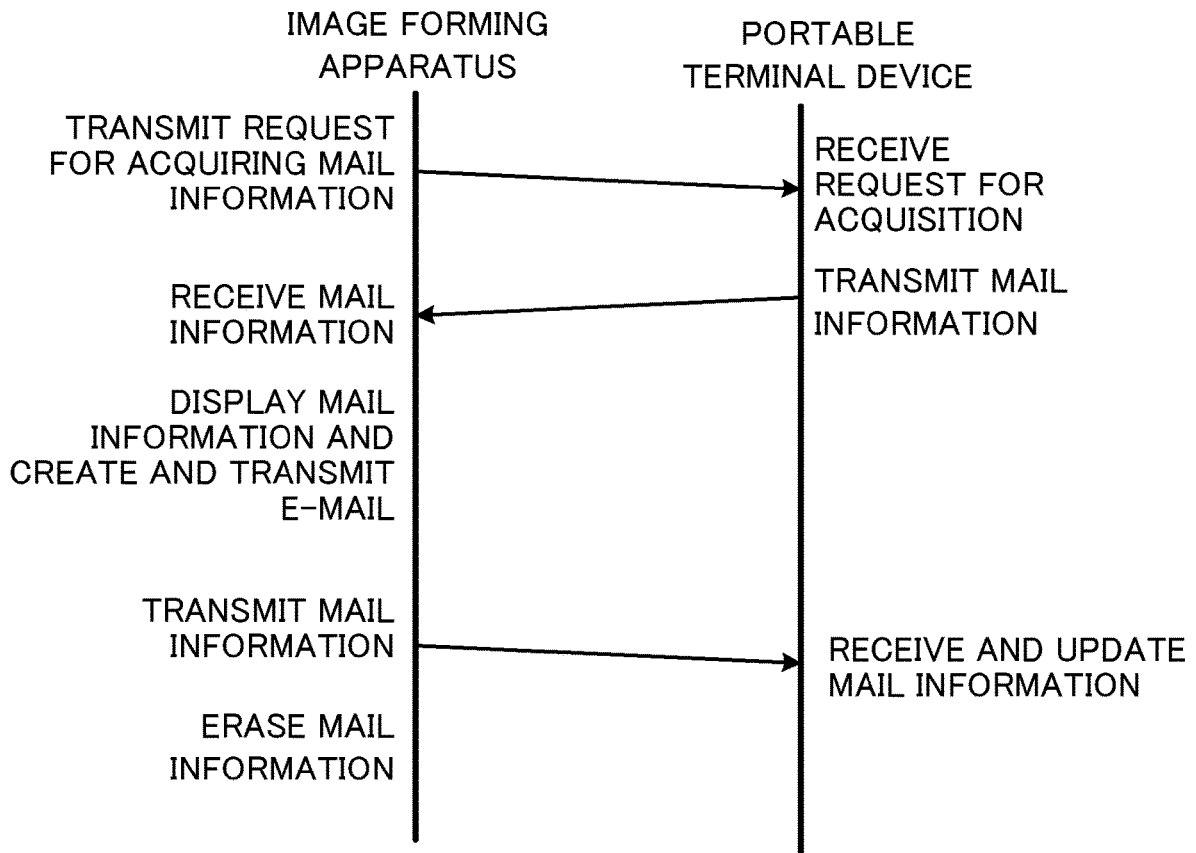 IMAGE FORMING
APPARATUS
PORTABLE
TERMINAL DEVICE
TRANSMIT REQUEST
FOR ACQUIRING MAIL
INFORMATION
RECEIVE
REQUEST FOR
ACQUISITION
TRANSMIT MAIL
INFORMATION
RECEIVE MAIL
INFORMATION
DISPLAY MAIL
INFORMATION AND
CREATE AND TRANSMIT
E-MAIL
TRANSMIT MAIL
INFORMATION
RECEIVE AND UPDATE
MAIL INFORMATION
ERASE MAIL
INFORMATION